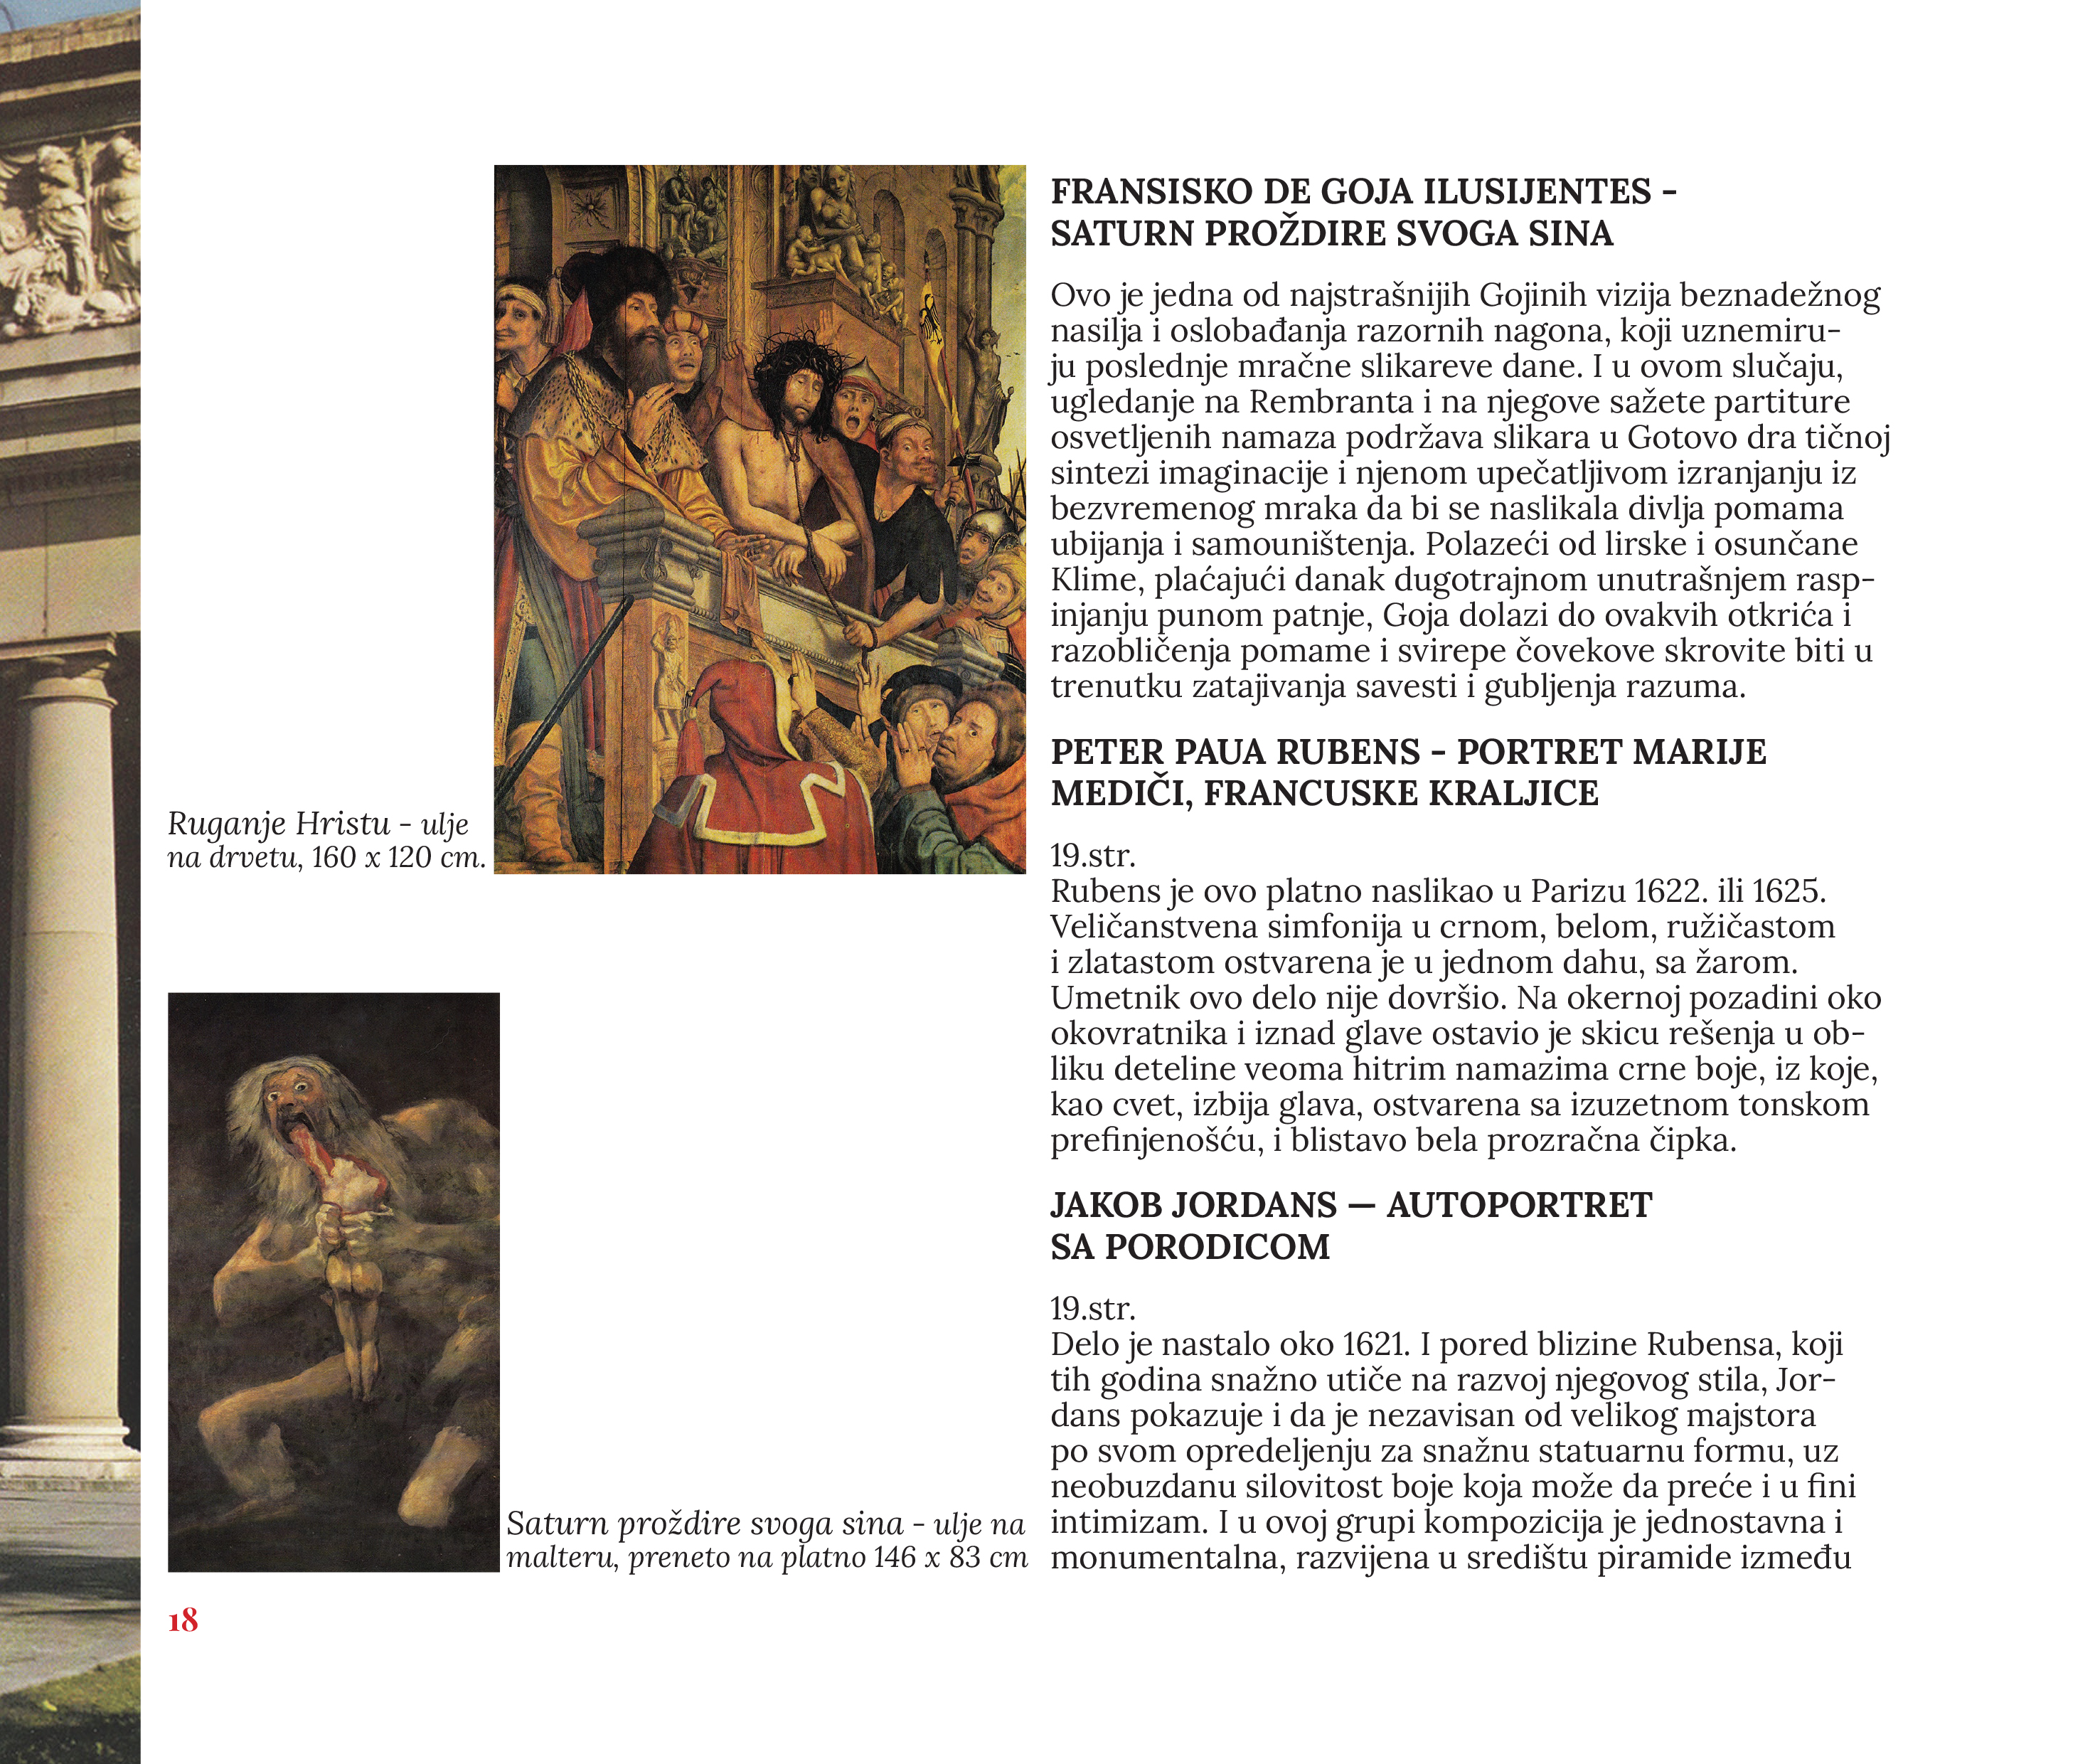 Ruganje Hristu - ulje
na drvetu, 160 x 120 cm.
Saturn proždire svoga sina - ulje na
malteru, preneto na platno 146 x 83 cm
18
FRANSISKO DE GOJA ILUSIJENTES -
SATURN PROŽDIRE SVOGA SINA
Ovo je jedna od najstrašnijih Gojinih vizija beznadežnog
nasilja i oslobađanja razornih nagona, koji uznemiru-
ju poslednje mračne slikareve dane. I u ovom slučaju,
ugledanje na Rembranta i na njegove sažete partiture
osvetljenih namaza podržava slikara u Gotovo dra tičnoj
sintezi imaginacije i njenom upečatljivom izranjanju iz
bezvremenog mraka da bi se naslikala divlja pomama
ubijanja i samouništenja. Polazeći od lirske i osunčane
Klime, plaćajući danak dugotrajnom unutrašnjem rasp-
injanju punom patnje, Goja dolazi do ovakvih otkrića i
razobličenja pomame i svirepe čovekove skrovite biti u
trenutku zatajivanja savesti i gubljenja razuma.
PETER PAUA RUBENS - PORTRET MARIJE
MEDIČI, FRANCUSKE KRALJICE
19.str.
Rubens je ovo platno naslikao u Parizu 1622. ili 1625.
Veličanstvena simfonija u crnom, belom, ružičastom
i zlatastom ostvarena je u jednom dahu, sa žarom.
Umetnik ovo delo nije dovršio. Na okernoj pozadini oko
okovratnika i iznad glave ostavio je skicu rešenja u ob-
liku deteline veoma hitrim namazima crne boje, iz koje,
kao cvet, izbija glava, ostvarena sa izuzetnom tonskom
prefinjenošću, i blistavo bela prozračna čipka.
JAKOB JORDANS — AUTOPORTRET
SA PORODICOM
19.str.
Delo je nastalo oko 1621. I pored blizine Rubensa, koji
tih godina snažno utiče na razvoj njegovog stila, Jor-
dans pokazuje i da je nezavisan od velikog majstora
po svom opredeljenju za snažnu statuarnu formu, uz
neobuzdanu silovitost boje koja može da preće i u fini
intimizam. I u ovoj grupi kompozicija je jednostavna i
monumentalna, razvijena u središtu piramide između